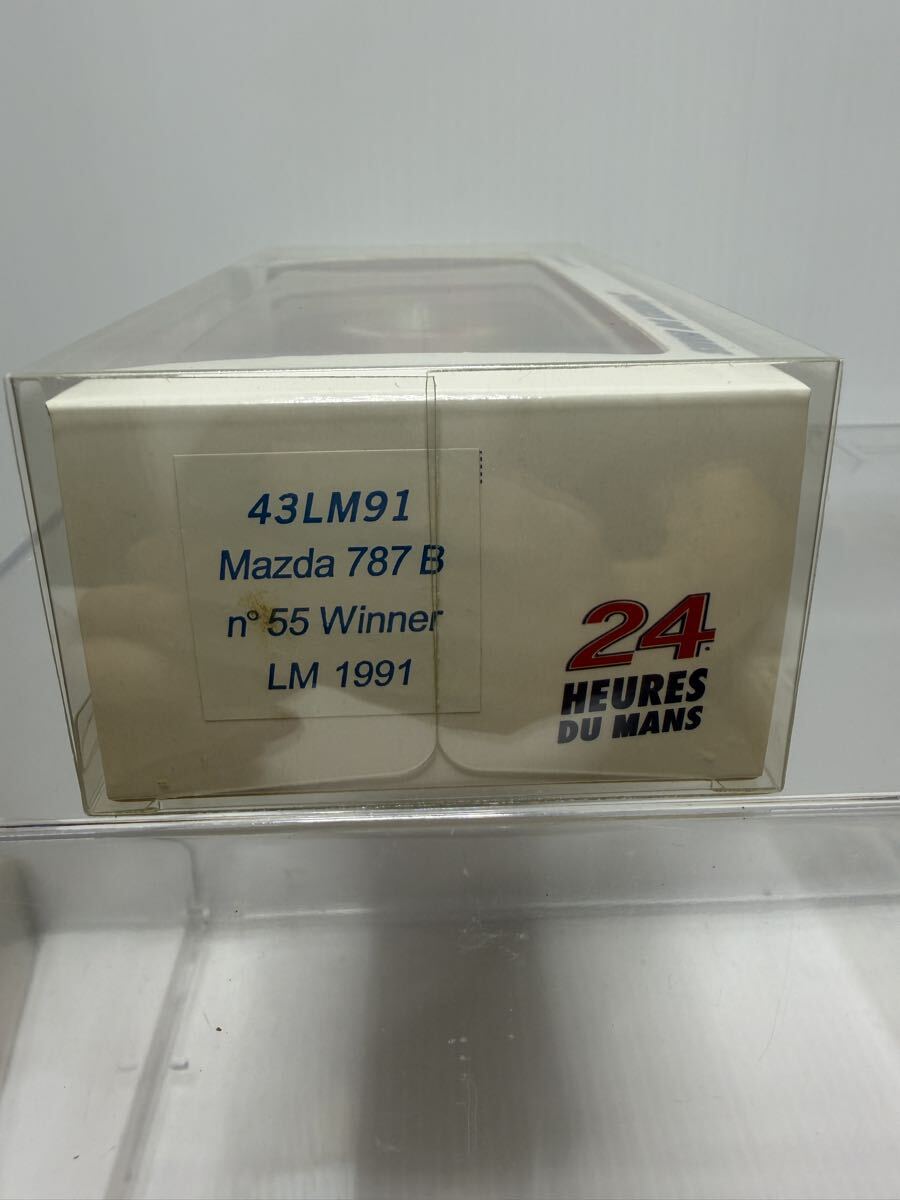 43LM91
Mazda 787 B
n° 55 Winner
LM 1991
24
HEURES
DU MANS